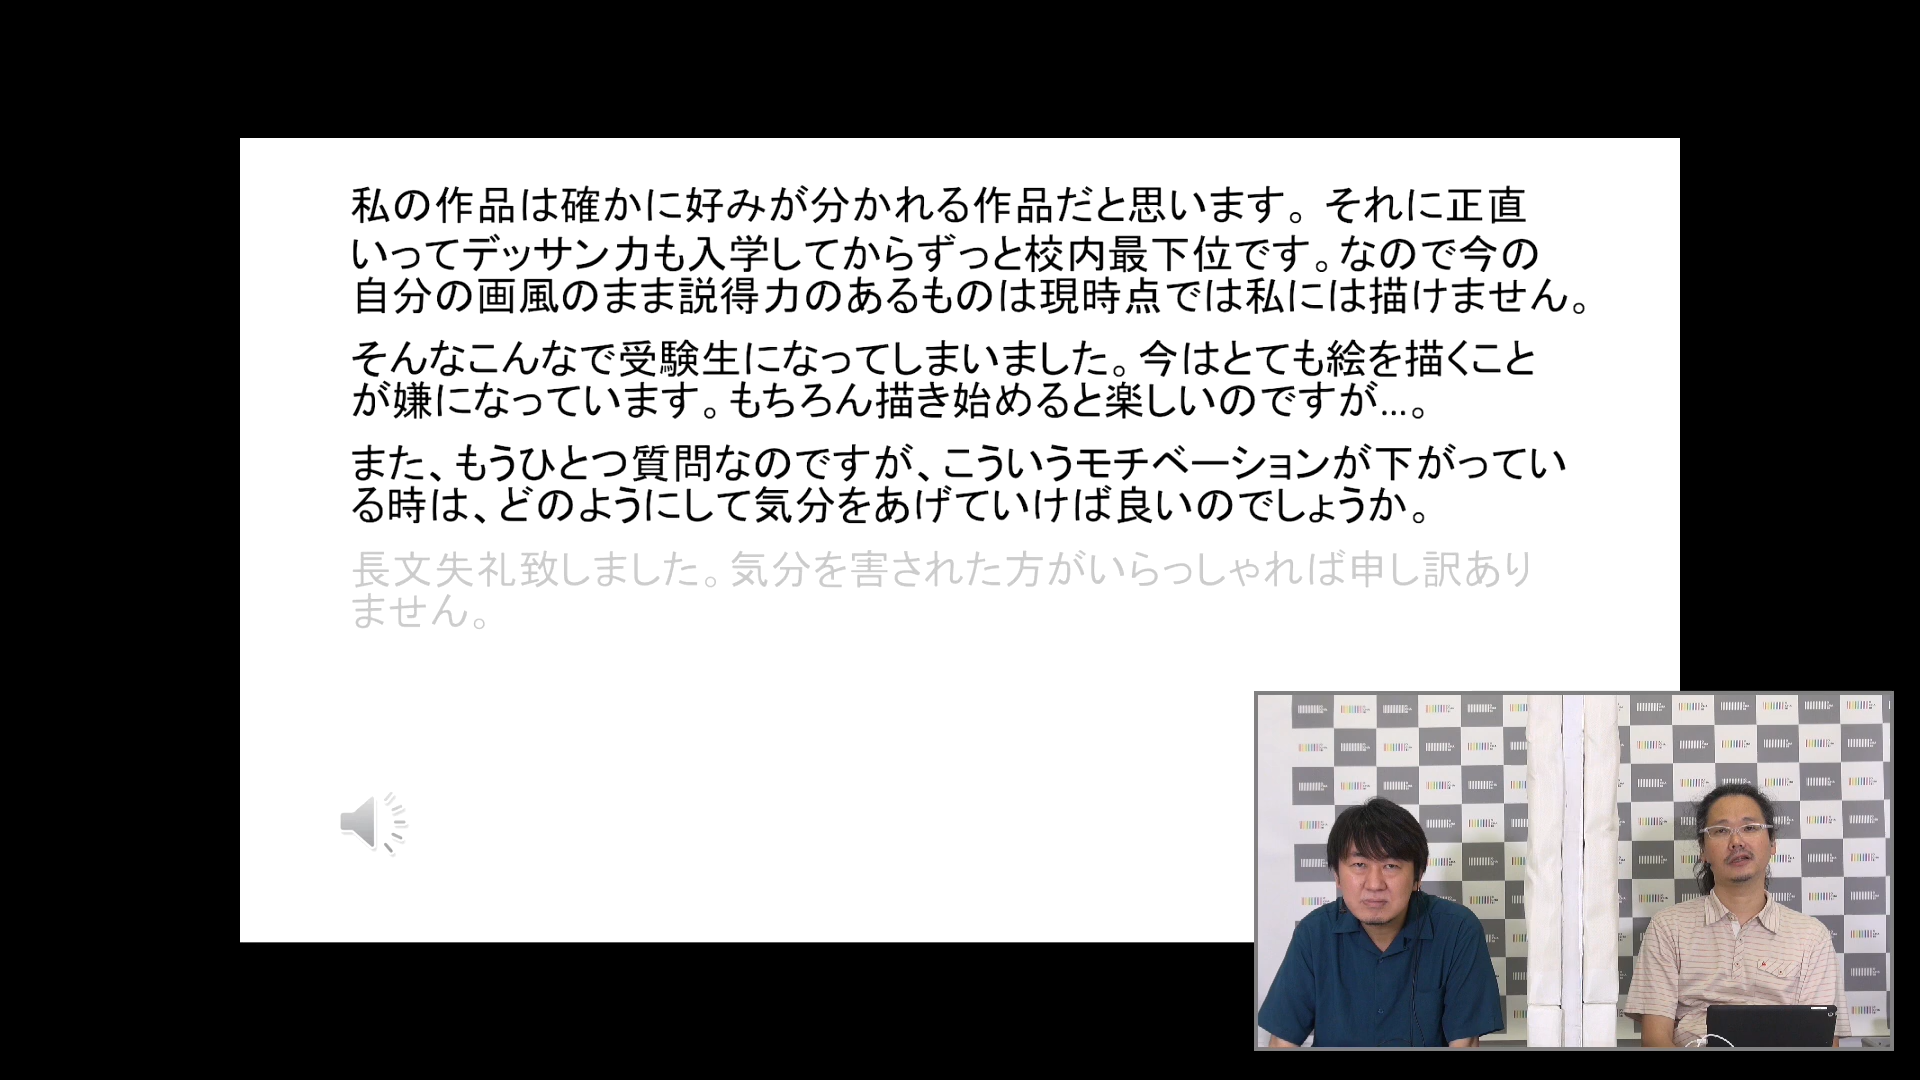 私の作品は確かに好みが分かれる作品だと思います。それに正直
いってデッサン力も入学してからずっと校内最下位です。なので今の
自分の画風のまま説得力のあるものは現時点では私には描けません。
そんなこんなで受験生になってしまいました。今はとても絵を描くこと
が嫌になっています。もちろん描き始めると楽しいのですが…。
また、もうひとつ質問なのですが、こういうモチベーションが下がってい
る時は、どのようにして気分をあげていけば良いのでしょうか。
長文失礼致しました。気分を害された方がいらっしゃれば申し訳あり
ません。